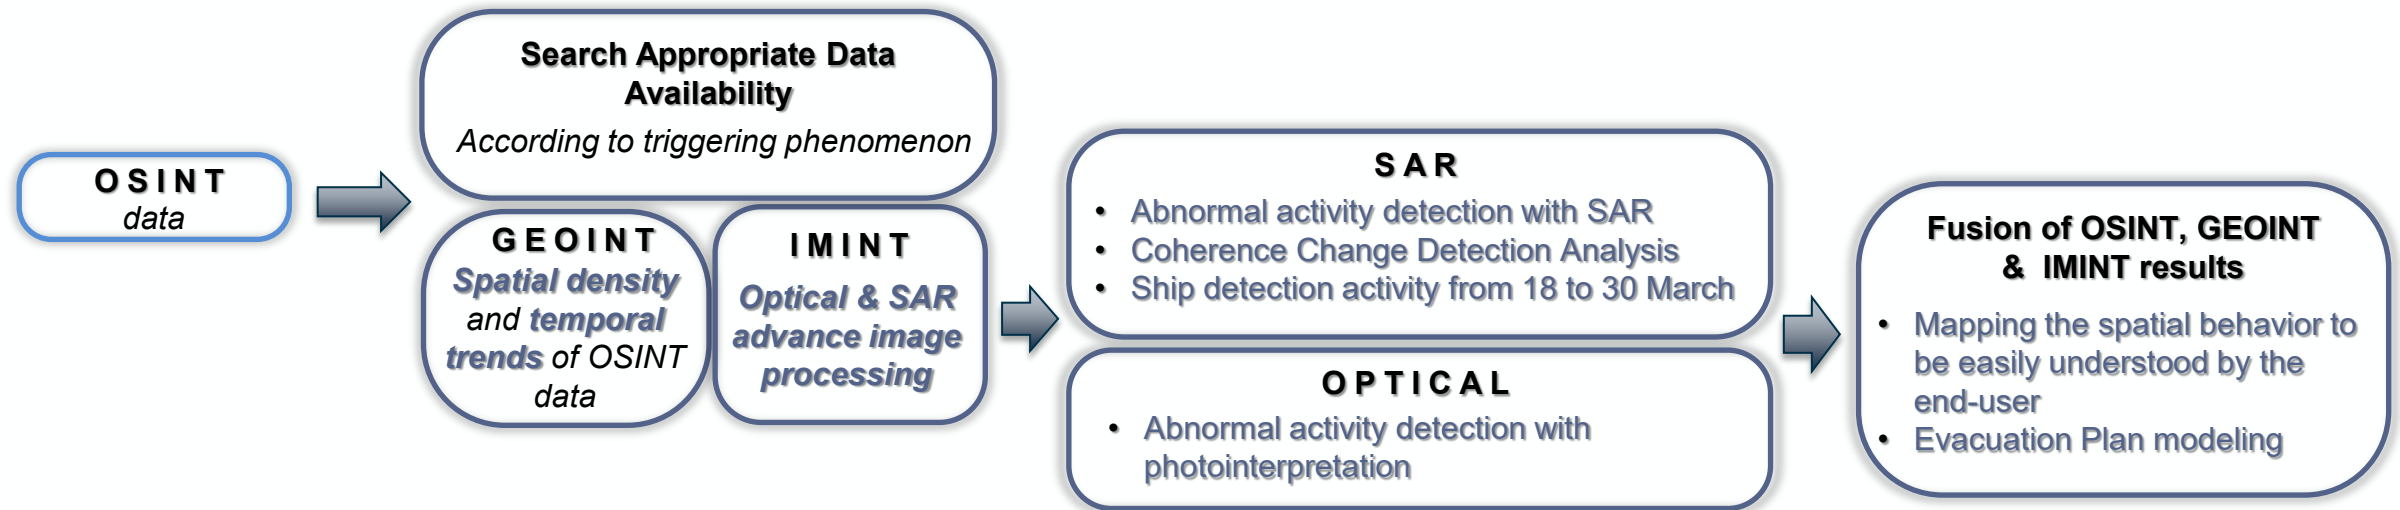 O S I N T
data
Search Appropriate Data
Availability
According to triggering phenomenon
G E O I N T
Spatial density
and temporal
trends of OSINT
data
I M I N T
Optical & SAR
advance image
processing
S A R
• Abnormal activity detection with SAR
• Coherence Change Detection Analysis
• Ship detection activity from 18 to 30 March
O P T I C A L
• Abnormal activity detection with
photointerpretation
Fusion of OSINT, GEOINT
& IMINT results
• Mapping the spatial behavior to
be easily understood by the
end-user
• Evacuation Plan modeling